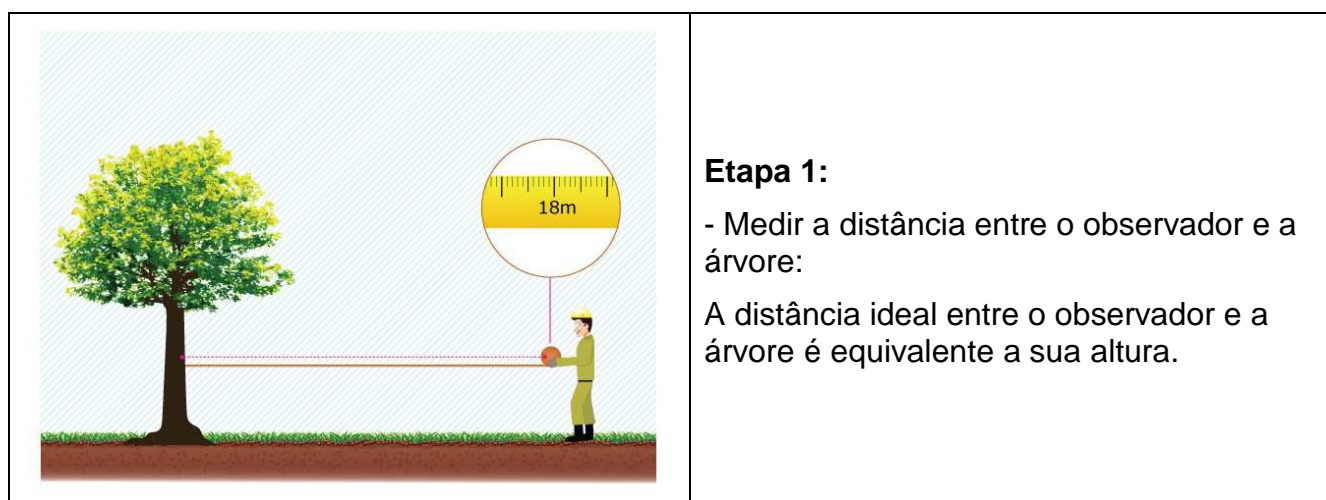 18m
Etapa 1:
- Medir a distância entre o observador e a
árvore:
A distância ideal entre o observador e a
árvore é equivalente a sua altura.